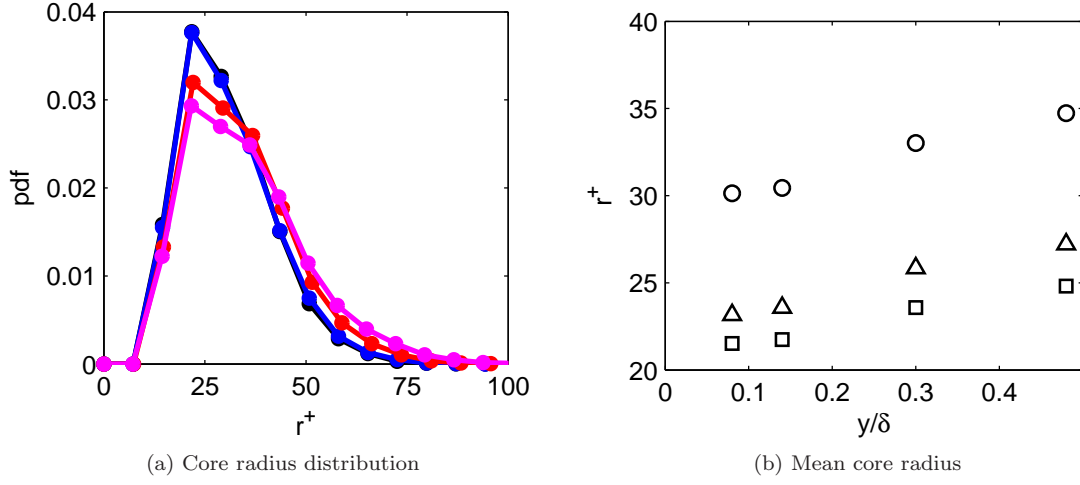 0.04
0.03
0.02
0.01
0
pdf
0 25 50 75 100
r+
(a) Core radius distribution
40
35
30
25
20
r+
0 0.1 0.2 0.3 0.4
y/δ
(b) Mean core radius